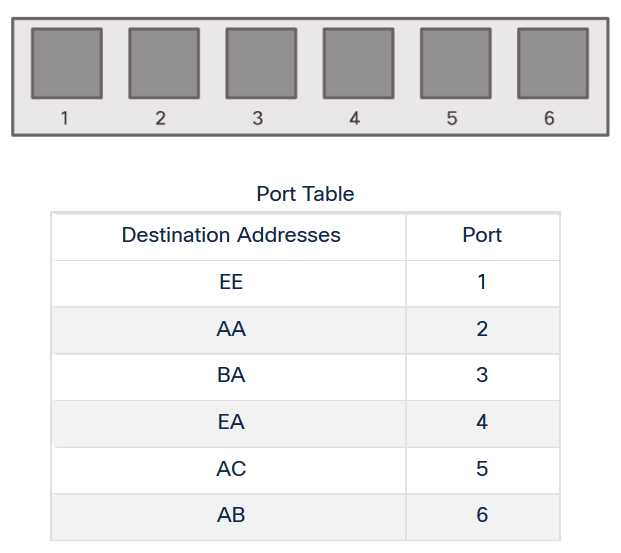 1 2 3 4 5 6
Port Table
Destination Addresses Port
EE 1
AA 2
BA 3
EA 4
AC 5
AB 6